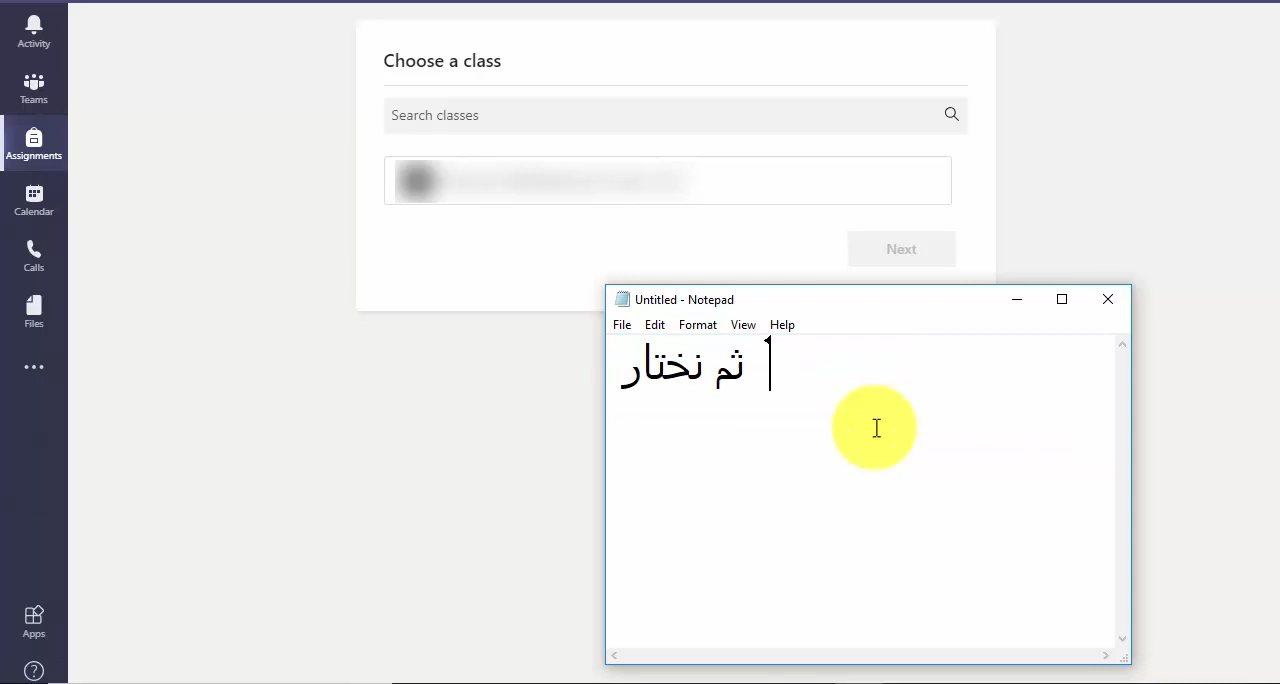 Activity
Teams
Assignments
Calendar
Calls
Files
Apps
Choose a class
Search classes
Next
Untitled - Notepad
File Edit Format View Help
ثم نختار